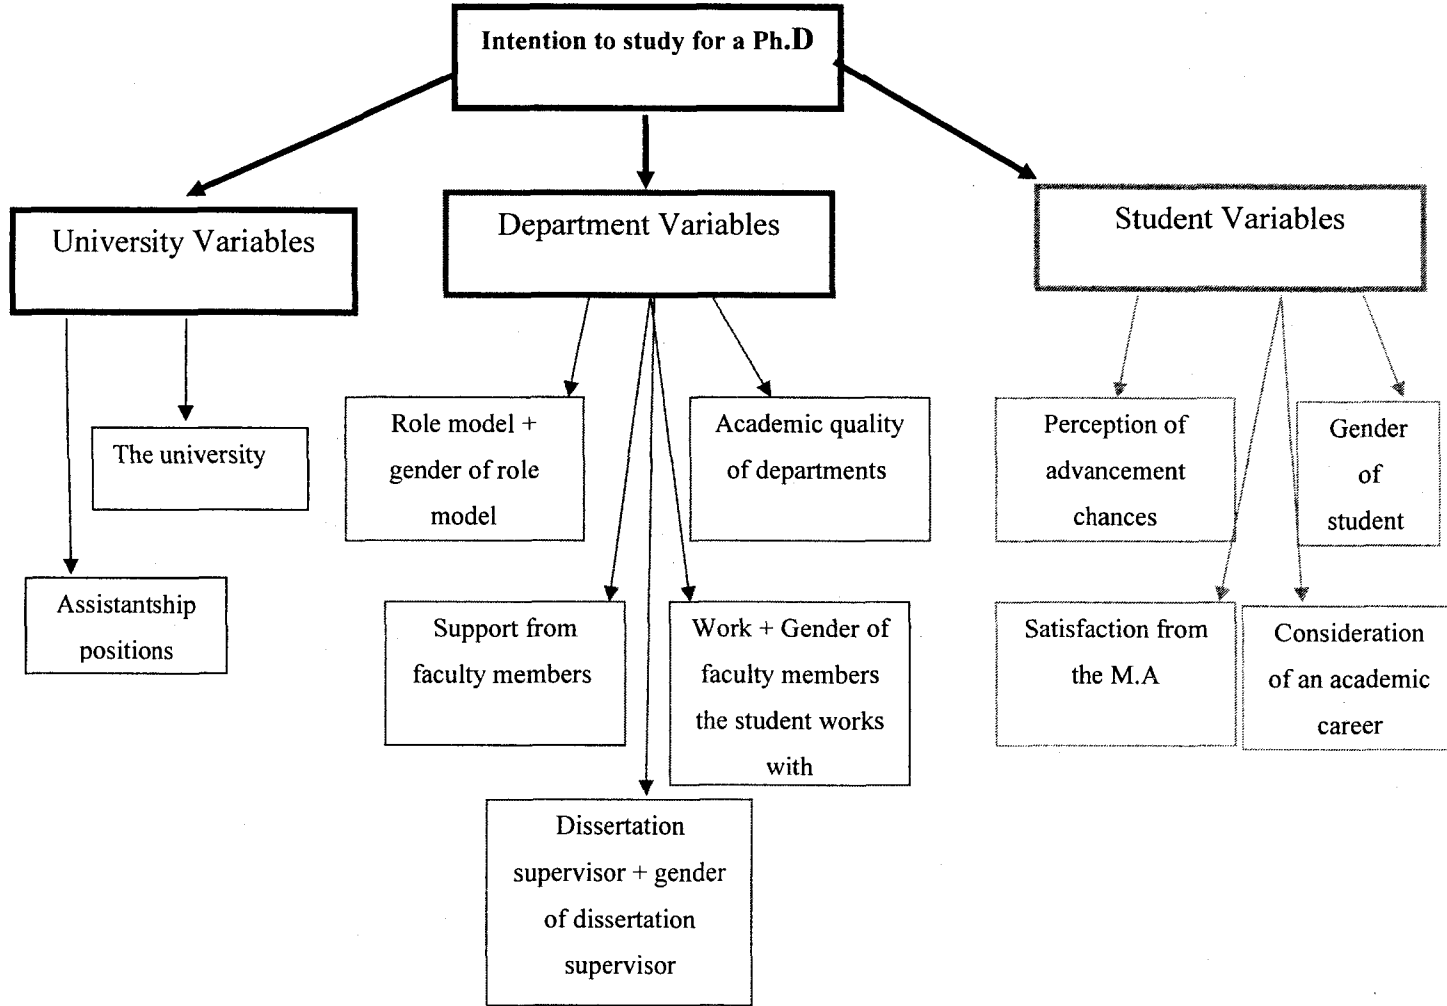 Intention to study for a Ph.D
University Variables
Department Variables
Student Variables
The university
Assistantship
positions
Role model +
gender of role
model
Academic quality
of departments
Support from
faculty members
Work + Gender of
faculty members
the student works
with
Dissertation
supervisor + gender
of dissertation
supervisor
Perception of
advancement
chances
Gender
of
student
Satisfaction from
the M.A
Consideration
of an academic
career